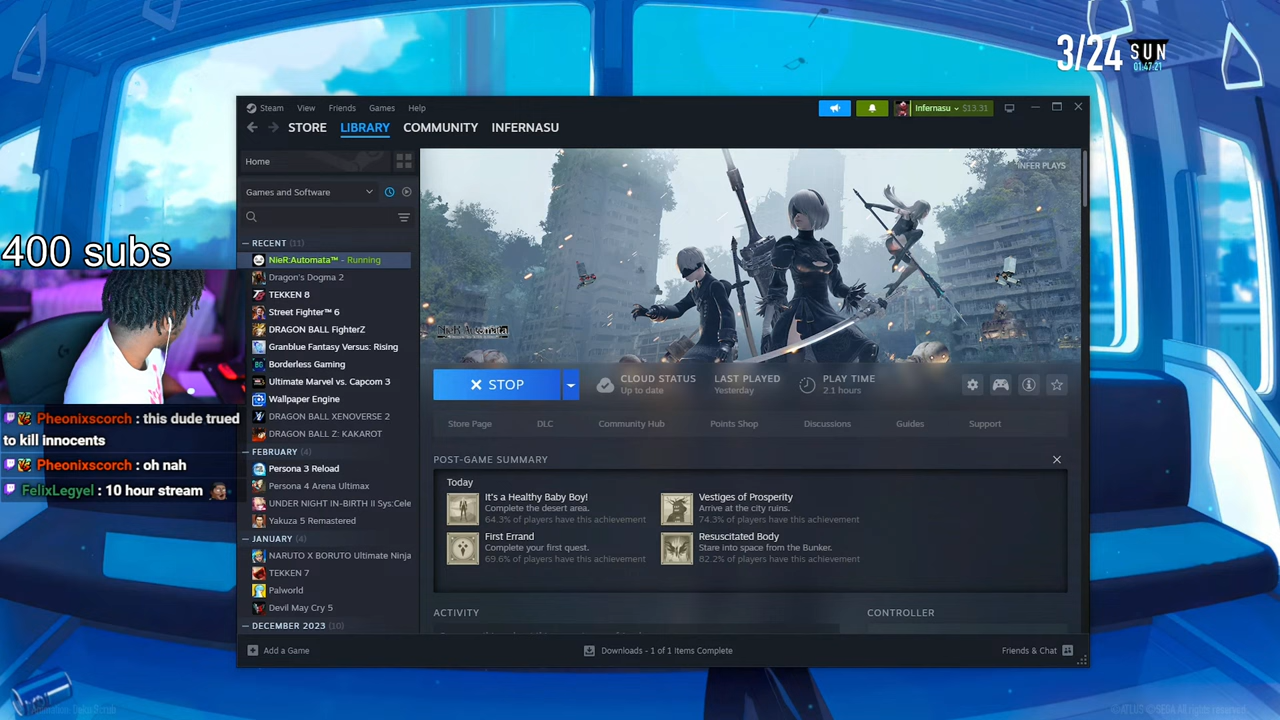 3/24 SUN
01:47:21
Steam View Friends Games Help
Infernasu $13.31
STORE LIBRARY COMMUNITY INFERNASU
Home
Games and Software
RECENT (11)
NieR:Automata™ - Running
Dragon's Dogma 2
TEKKEN 8
Street Fighter™ 6
DRAGON BALL FighterZ
Granblue Fantasy Versus: Rising
Borderless Gaming
Ultimate Marvel vs. Capcom 3
Wallpaper Engine
DRAGON BALL XENOVERSE 2
DRAGON BALL Z: KAKAROT
FEBRUARY (4)
Persona 3 Reload
Persona 4 Arena Ultimax
UNDER NIGHT IN-BIRTH II Sys:Cele
Yakuza 5 Remastered
JANUARY (4)
NARUTO X BORUTO Ultimate Ninja
TEKKEN 7
Palworld
Devil May Cry 5
DECEMBER 2023 (10)
INFER PLAYS
NieR:Automata
STOP
CLOUD STATUS
Up to date
LAST PLAYED
Yesterday
PLAY TIME
2.1 hours
Store Page DLC Community Hub Points Shop Discussions Guides Support
POST-GAME SUMMARY
Today
It's a Healthy Baby Boy!
Complete the desert area.
64.3% of players have this achievement
Vestiges of Prosperity
Arrive at the city ruins.
74.3% of players have this achievement
First Errand
Complete your first quest.
69.6% of players have this achievement
Resuscitated Body
Stare into space from the Bunker.
82.2% of players have this achievement
ACTIVITY
CONTROLLER
Add a Game
Downloads - 1 of 1 Items Complete
Friends & Chat
400 subs
Pheonixscorch : this dude trued
to kill innocents
Pheonixscorch : oh nah
FelixLegyel : 10 hour stream